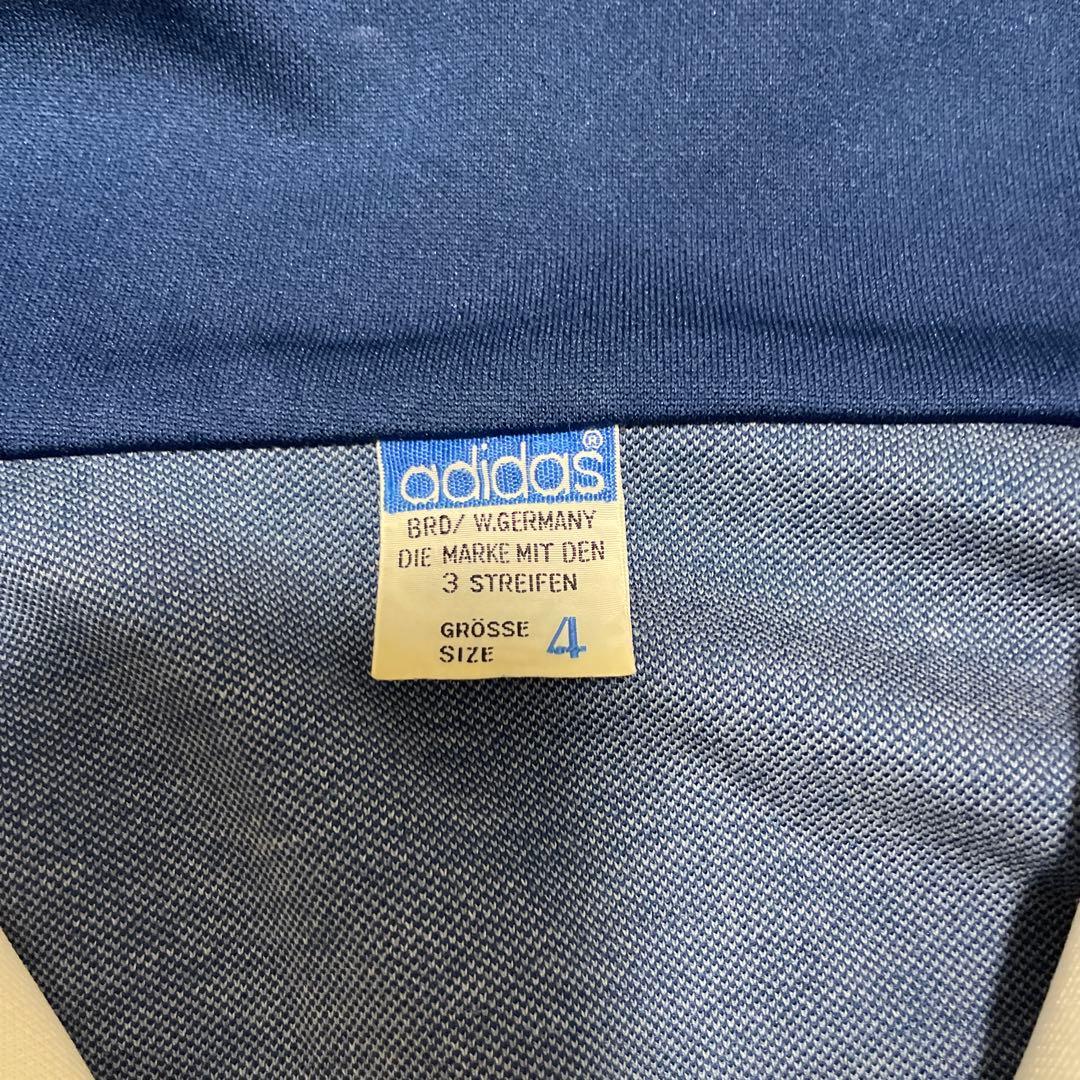 adidas®
BRD/ W.GERMANY
DIE MARKE MIT DEN
3 STREIFEN
GRÖSSE
SIZE 4